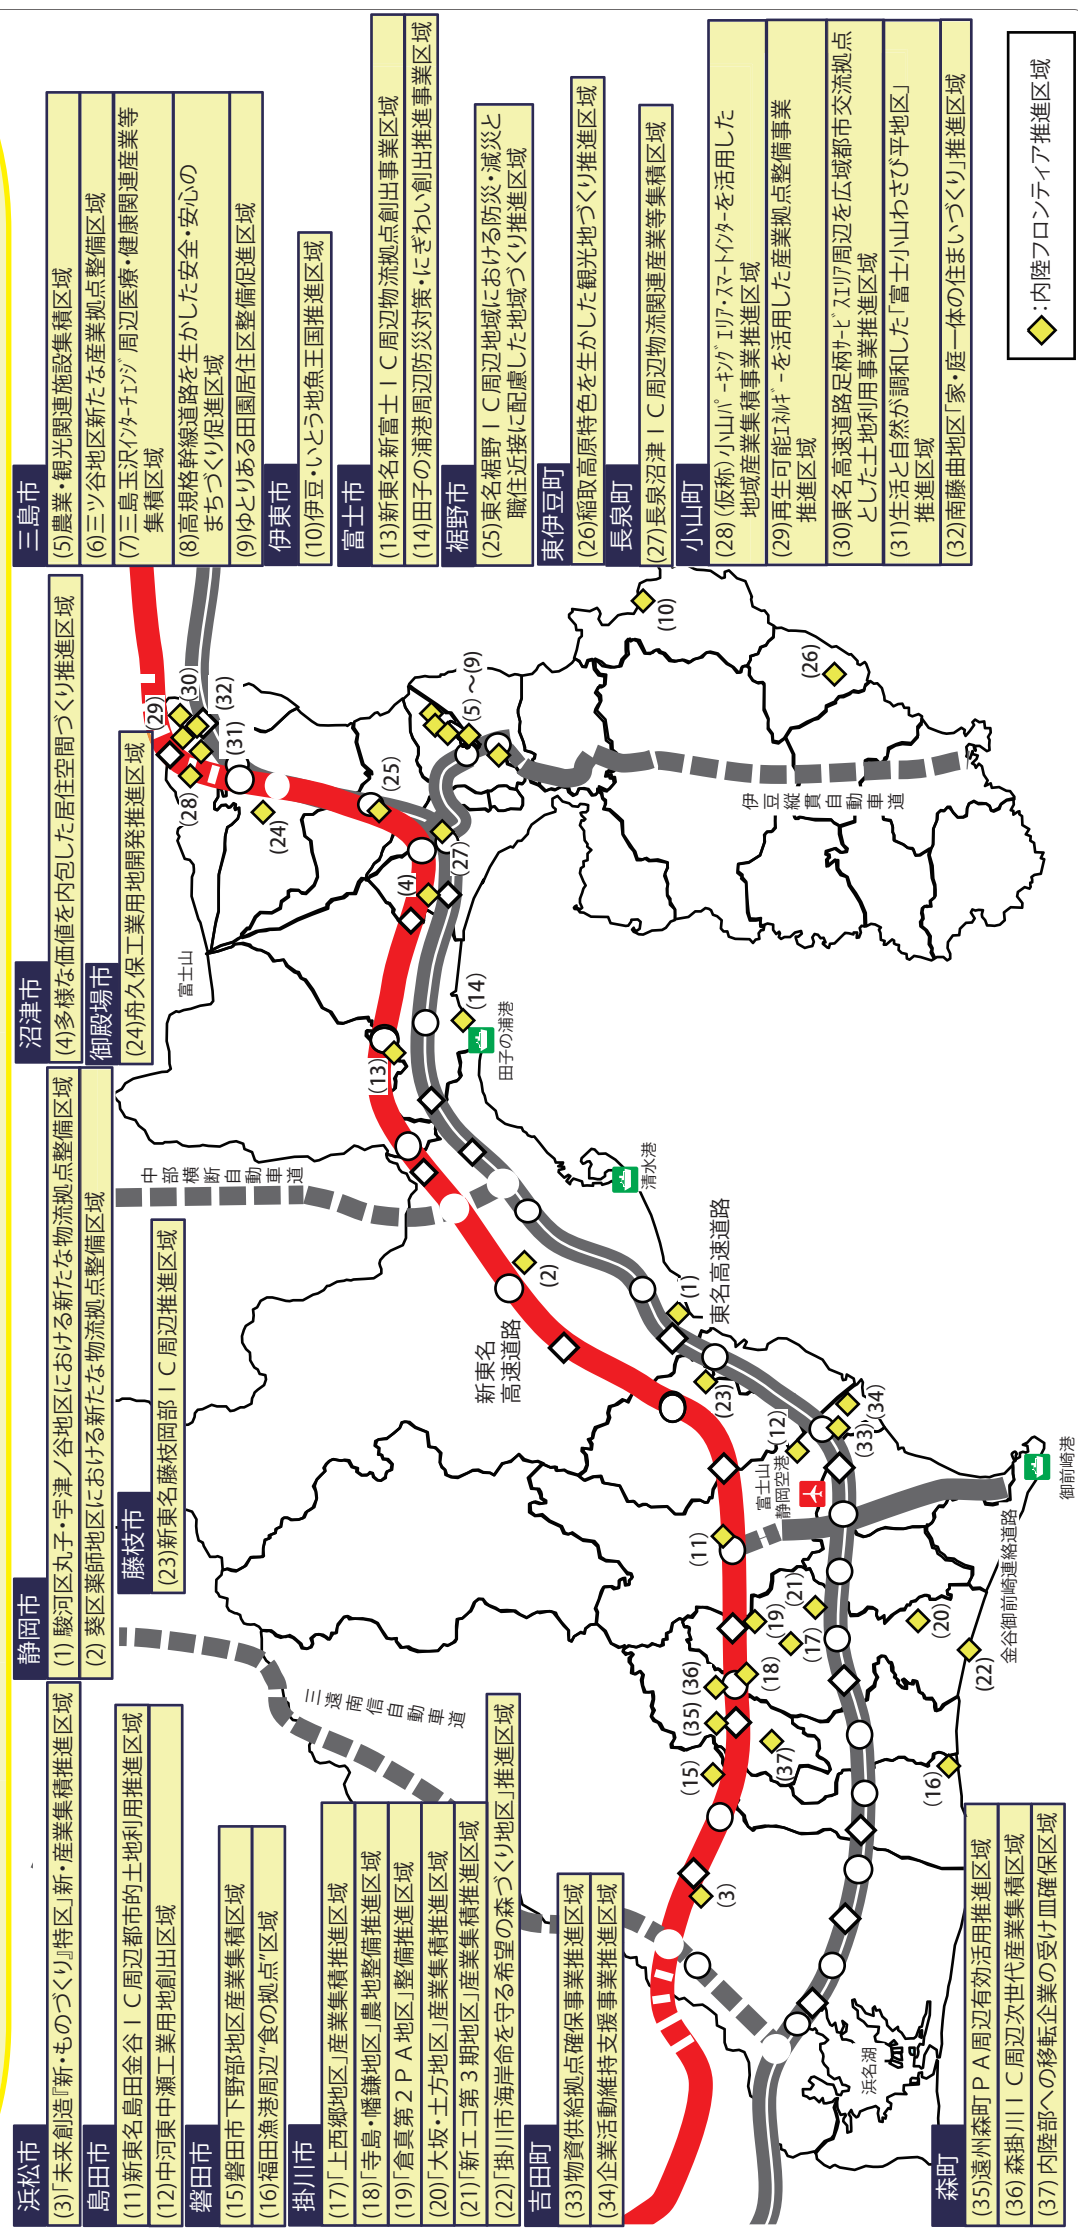 浜松市
(3)「未来創造『新・ものづくり』特区」新・産業集積推進区域
島田市
(11)新東名島田金谷ＩＣ周辺都市的土地利用推進区域
(12)中河東中瀬工業用地創出区域
磐田市
(15)磐田市下野部地区産業集積区域
(16)福田漁港周辺“食の拠点”区域
掛川市
(17)「上西郷地区」産業集積推進区域
(18)「寺島・幡鎌地区」農地整備推進区域
(19)「倉真第２ＰＡ地区」整備推進区域
(20)「大坂・土方地区」産業集積推進区域
(21)「新エコ第３期地区」産業集積推進区域
(22)「掛川市海岸命を守る希望の森づくり地区」推進区域
吉田町
(33)物資供給拠点確保事業推進区域
(34)企業活動維持支援事業推進区域
森町
(35)遠州森町ＰＡ周辺有効活用推進区域
(36)森掛川ＩＣ周辺次世代産業集積区域
(37)内陸部への移転企業の受け皿確保区域
静岡市
(1)駿河区丸子・宇津ノ谷地区における新たな物流拠点整備区域
(2)葵区薬師地区における新たな物流拠点整備区域
藤枝市
(23)新東名藤枝岡部ＩＣ周辺推進区域
沼津市
(4)多様な価値を内包した居住空間づくり推進区域
御殿場市
(24)舟久保工業用地開発推進区域
三島市
(5)農業・観光関連施設集積区域
(6)三ツ谷地区新たな産業拠点整備区域
(7)三島玉沢インターチェンジ周辺医療・健康関連産業等
集積区域
(8)高規格幹線道路を生かした安全・安心の
まちづくり促進区域
(9)ゆとりある田園居住区整備促進区域
伊東市
(10)伊豆・いとう地魚王国推進区域
富士市
(13)新東名新富士ＩＣ周辺物流拠点創出事業区域
(14)田子の浦港周辺防災対策・にぎわい創出推進事業区域
裾野市
(25)東名裾野ＩＣ周辺地域における防災・減災と
職住近接に配慮した地域づくり推進区域
東伊豆町
(26)稲取高原特色を生かした観光地づくり推進区域
長泉町
(27)長泉沼津ＩＣ周辺物流関連産業等集積区域
小山町
(28)(仮称)小山パーキングエリア・スマートインターを活用した
地域産業集積事業推進区域
(29)再生可能エネルギーを活用した産業拠点整備事業
推進区域
(30)東名高速道路足柄サービスエリア周辺を広域都市交流拠点
とした土地利用事業推進区域
(31)生活と自然が調和した「富士小山わさび平地区」
推進区域
(32)南藤曲地区「家・庭一体の住まいづくり」推進区域
◇:内陸フロンティア推進区域
三遠南信自動車道
中部横断自動車道
富士山
新東名
高速道路
東名高速道路
伊豆縦貫自動車道
田子の浦港
清水港
富士山
静岡空港
御前崎港
金谷御前崎連絡道路
浜名湖
(1)
(2)
(3)
(4)
(5)～(9)
(10)
(11)
(12)
(13)
(14)
(15)
(16)
(17)
(18)
(19)
(20)
(21)
(22)
(23)
(24)
(25)
(26)
(27)
(28)
(29)
(30)
(31)
(32)
(33)
(34)
(35)
(36)
(37)